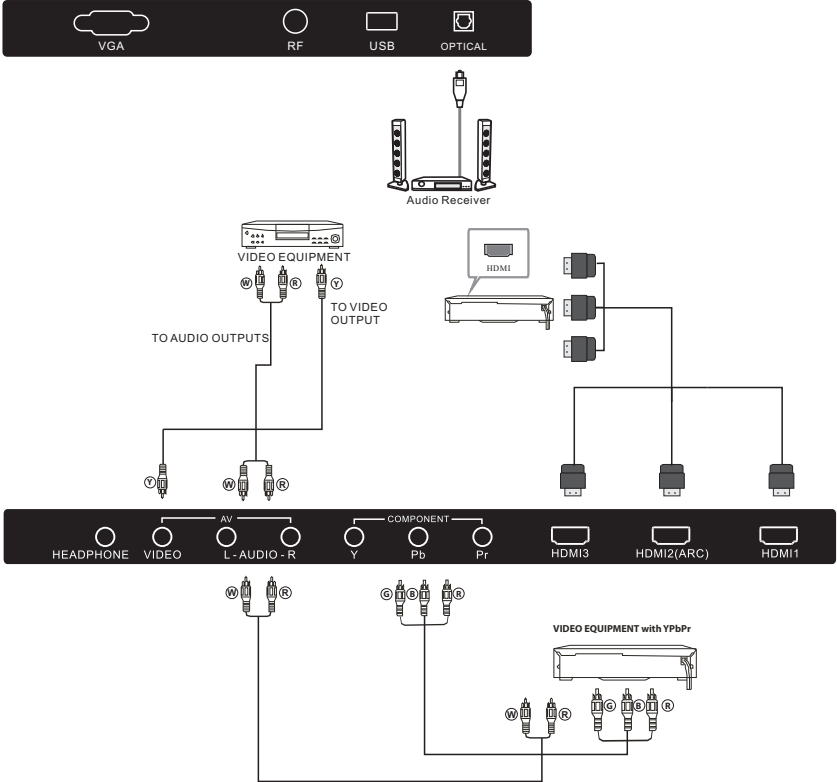 VGA RF USB OPTICAL
Audio Receiver
HDMI
VIDEO EQUIPMENT
W R Y
TO VIDEO
OUTPUT
TO AUDIO OUTPUTS
Y W R
AV COMPONENT
HEADPHONE VIDEO L - AUDIO - R Y Pb Pr HDMI3 HDMI2(ARC) HDMI1
W R G B R
VIDEO EQUIPMENT with YPbPr
W R G B R